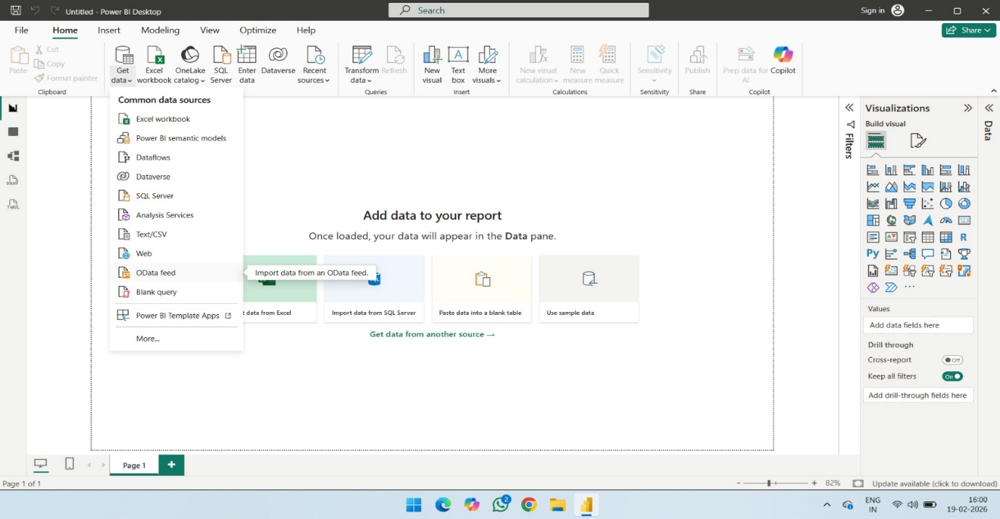 Untitled - Power BI Desktop
Search
Sign in
File Home Insert Modeling View Optimize Help
Share
Paste
Cut
Copy
Format painter
Clipboard
Get data
Excel workbook
OneLake catalog
SQL Server
Enter data
Dataverse
Recent sources
Transform data
Refresh
Queries
New visual
Text box
More visuals
Insert
New visual calculation
New measure
Quick measure
Calculations
Sensitivity
Sensitivity
Publish
Share
Prep data for AI
Copilot
Copilot
Common data sources
Excel workbook
Power BI semantic models
Dataflows
Dataverse
SQL Server
Analysis Services
Text/CSV
Web
OData feed
Blank query
Power BI Template Apps
More...
Import data from an OData feed.
Add data to your report
Once loaded, your data will appear in the Data pane.
data from Excel
Import data from SQL Server
Paste data into a blank table
Use sample data
Get data from another source →
Filters
Visualizations
Build visual
Data
R
Py
123
...
Values
Add data fields here
Drill through
Cross-report
Off
Keep all filters
On
Add drill-through fields here
Page 1
+
Page 1 of 1
- + 82%
Update available (click to download)
2
ENG
IN
16:00
19-02-2026